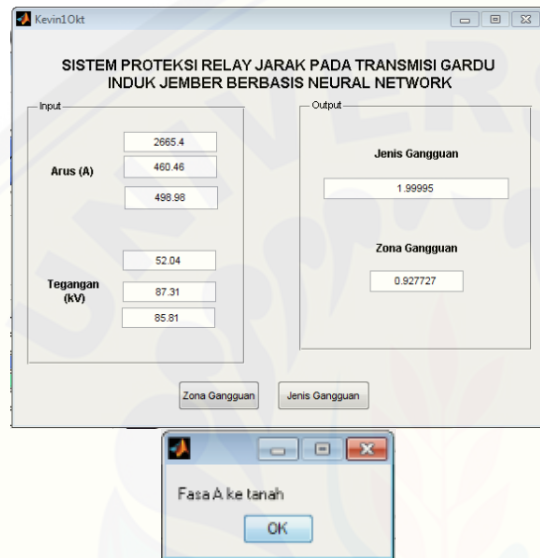 Kevin1Okt
SISTEM PROTEKSI RELAY JARAK PADA TRANSMISI GARDU
INDUK JEMBER BERBASIS NEURAL NETWORK
Input
Arus (A)
2665.4
460.46
498.98
Tegangan
(kV)
52.04
87.31
85.81
Output
Jenis Gangguan
1.99995
Zona Gangguan
0.927727
Zona Gangguan
Jenis Gangguan
Fasa A ke tanah
OK